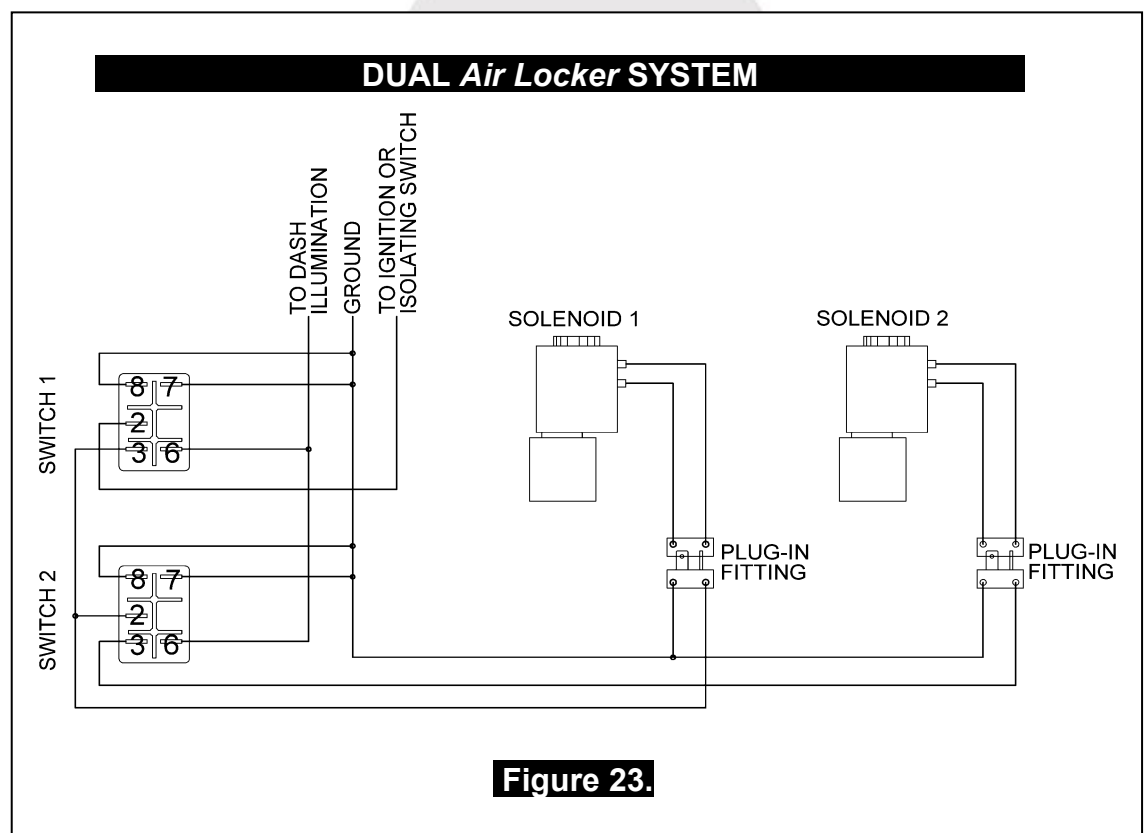 DUAL Air Locker SYSTEM
TO DASH
ILLUMINATION
GROUND
TO IGNITION OR
ISOLATING SWITCH
SOLENOID 1
SOLENOID 2
SWITCH 1
8 7
2
3 6
PLUG-IN
FITTING
PLUG-IN
FITTING
SWITCH 2
8 7
2
3 6
Figure 23.